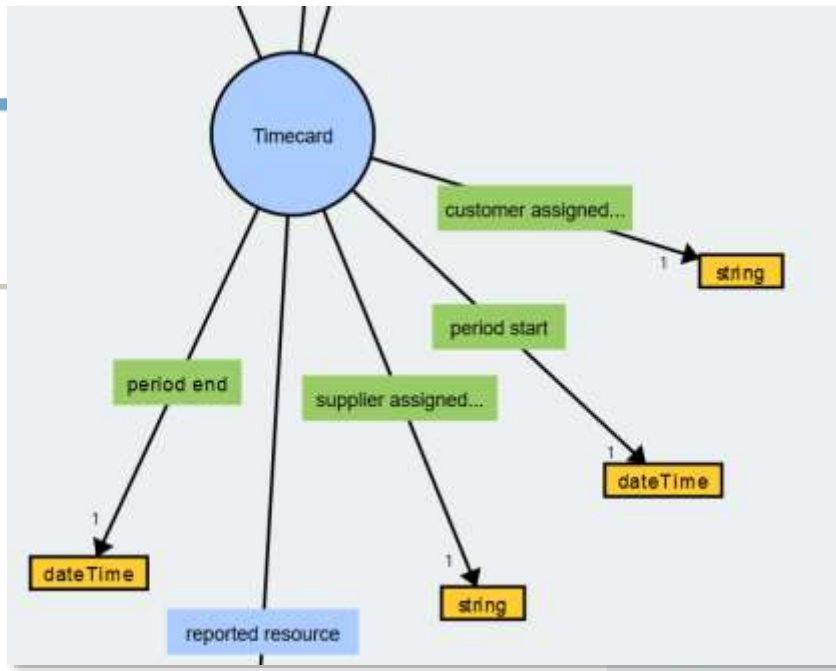 Timecard
customer assigned...
1
string
period start
period end
supplier assigned...
1
dateTime
1
dateTime
1
string
reported resource